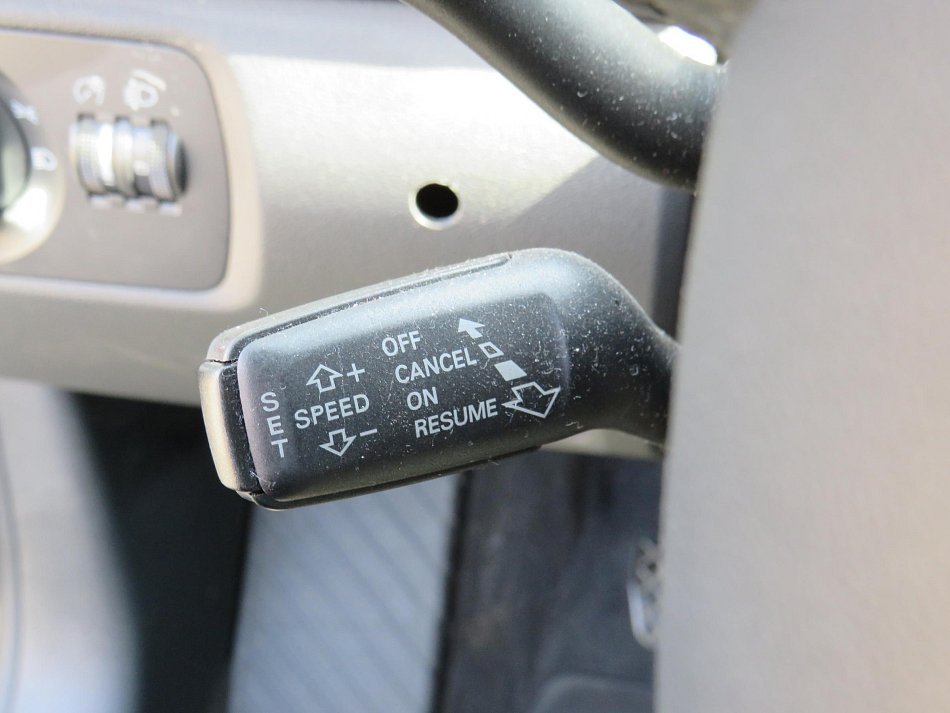 SET
SPEED
+
−
OFF
CANCEL
ON
RESUME